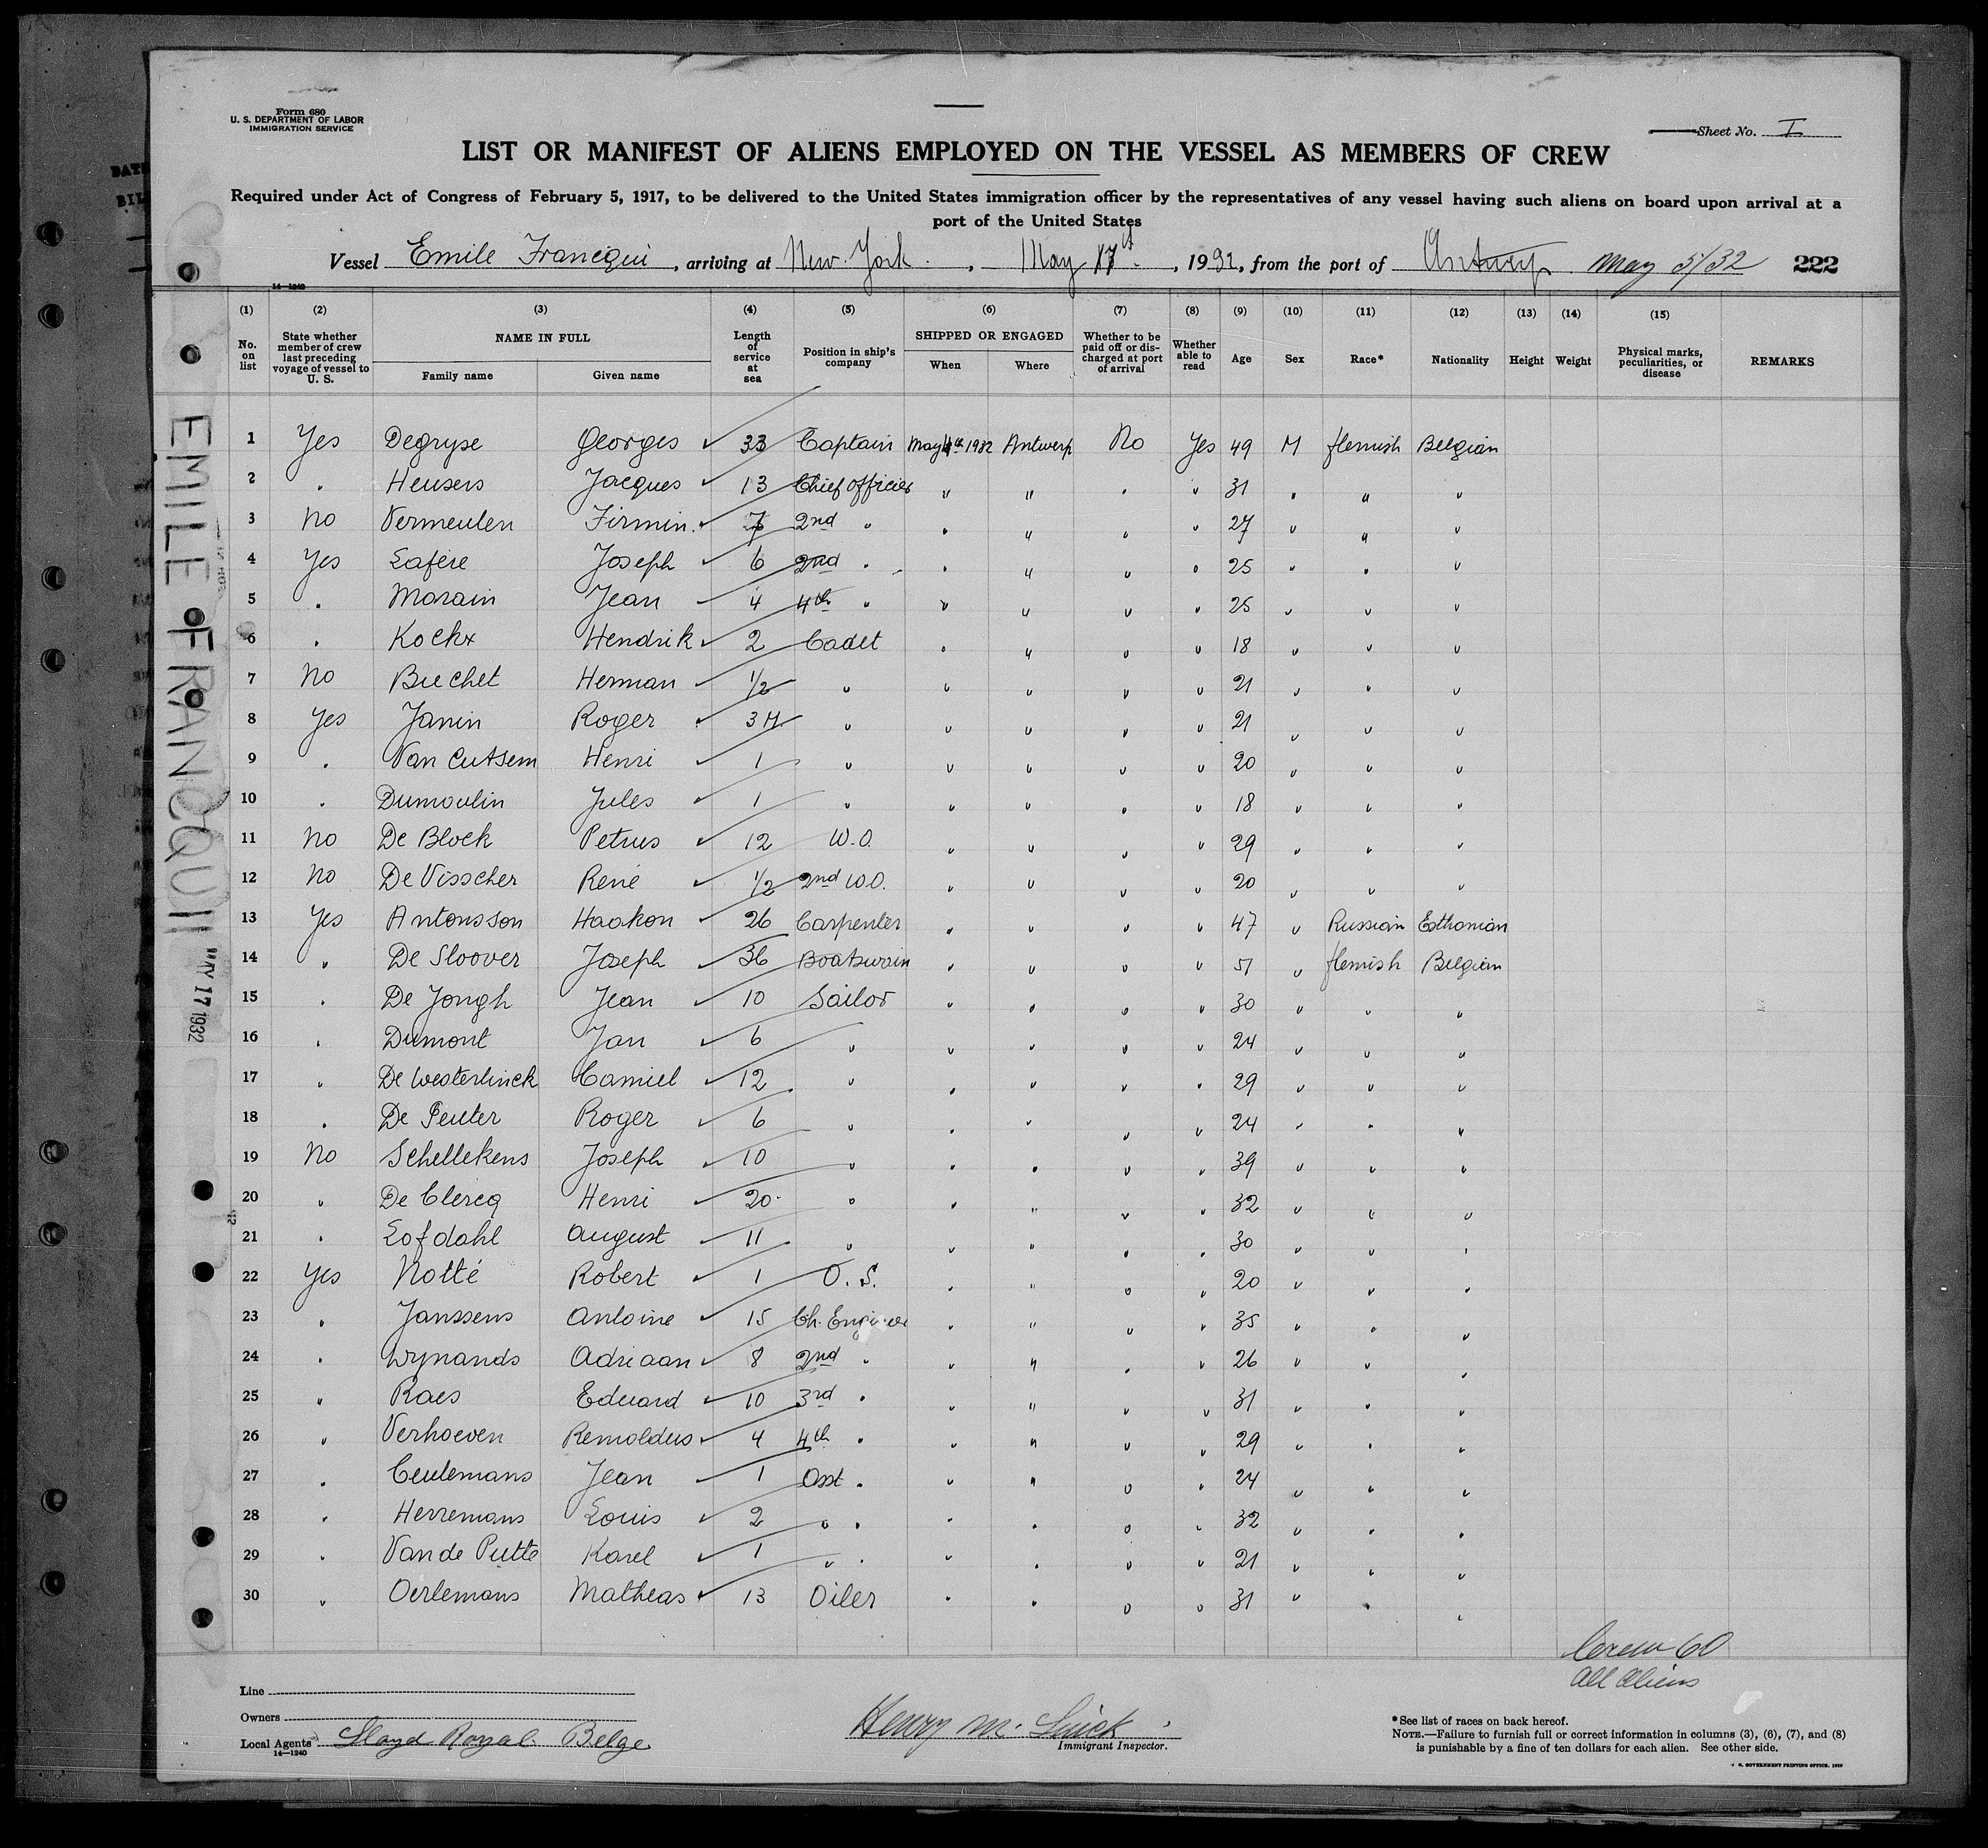 Form 680
U. S. DEPARTMENT OF LABOR
IMMIGRATION SERVICE
Sheet No. I
LIST OR MANIFEST OF ALIENS EMPLOYED ON THE VESSEL AS MEMBERS OF CREW
Required under Act of Congress of February 5, 1917, to be delivered to the United States immigration officer by the representatives of any vessel having such aliens on board upon arrival at a
port of the United States
Vessel Emile Francqui, arriving at New-York., May 17th, 1932, from the port of Antwerp May 5/32 222
14—1240
(1) (2) (3) (4) (5) (6) (7) (8) (9) (10) (11) (12) (13) (14) (15)
No. on list State whether member of crew last preceding voyage of vessel to U. S. NAME IN FULL Family name Given name Length of service at sea Position in ship's company SHIPPED OR ENGAGED When Where Whether to be paid off or discharged at port of arrival Whether able to read Age Sex Race* Nationality Height Weight Physical marks, peculiarities, or disease REMARKS
1 Yes Degryse Georges ✓ 33 Captain May 4th 1932 Antwerp No Yes 49 M flemish Belgian
2 " Heusers Jacques ✓ 13 Chief officer " " " " 31 " " "
3 No Vermeulen Firmin ✓ 7 2nd " " " " " 27 " " "
4 Yes Lafère Joseph ✓ 6 2nd " " " " " 25 " " "
5 " Morain Jean ✓ 4 4th " " " " " 25 " " "
6 " Kockx Hendrik ✓ 2 Cadet " " " " 18 " " "
7 No Buchet Herman ✓ 1/2 " " " " " 21 " " "
8 Yes Janin Roger ✓ 3 M " " " " " 21 " " "
9 " Van Cutsem Henri ✓ 1 " " " " " 20 " " "
10 " Dumoulin Jules ✓ 1 " " " " " 18 " " "
11 No De Block Petrus ✓ 12 W.O. " " " " 29 " " "
12 No De Visscher René ✓ 1/2 2nd W.O. " " " " 20 " " "
13 Yes Antonsson Haakon ✓ 26 Carpenter " " " " 47 " Russian Esthonian
14 " De Sloover Joseph ✓ 36 Boatswain " " " " 51 " flemish Belgian
15 " De Jongh Jean ✓ 10 Sailor " " " " 30 " " "
16 " Dumont Jan ✓ 6 " " " " " 24 " " "
17 " De Westerlinck Camiel ✓ 12 " " " " " 29 " " "
18 " De Peuter Roger ✓ 6 " " " " " 24 " " "
19 No Schellekens Joseph ✓ 10 " " " " " 39 " " "
20 " De Clercq Henri ✓ 20 " " " " " 32 " " "
21 " Lofdahl August ✓ 11 " " " " " 30 " " "
22 Yes Notté Robert ✓ 1 O. S. " " " " 20 " " "
23 " Janssens Antoine ✓ 15 Ch. Engineer " " " " 35 " " "
24 " Wynands Adriaan ✓ 8 2nd " " " " " 26 " " "
25 " Raes Eduard ✓ 10 3rd " " " " " 31 " " "
26 " Verhoeven Remoldus ✓ 4 4th " " " " " 29 " " "
27 " Ceulemans Jean ✓ 1 Asst " " " " " 24 " " "
28 " Herremans Louis ✓ 2 " " " " " " 32 " " "
29 " Van de Putte Karel ✓ 1 " " " " " " 21 " " "
30 " Oerlemans Matheas ✓ 13 Oiler " " " " 31 " " "
EMILE FRANCQUI
MAY 17 1932
Crew 60
All Aliens
Line
Owners
Local Agents Lloyd Royal Belge
14—1240
Henry M.
Immigrant Inspector.
*See list of races on back hereof.
NOTE.—Failure to furnish full or correct information in columns (3), (6), (7), and (8)
is punishable by a fine of ten dollars for each alien. See other side.
GOVERNMENT PRINTING OFFICE